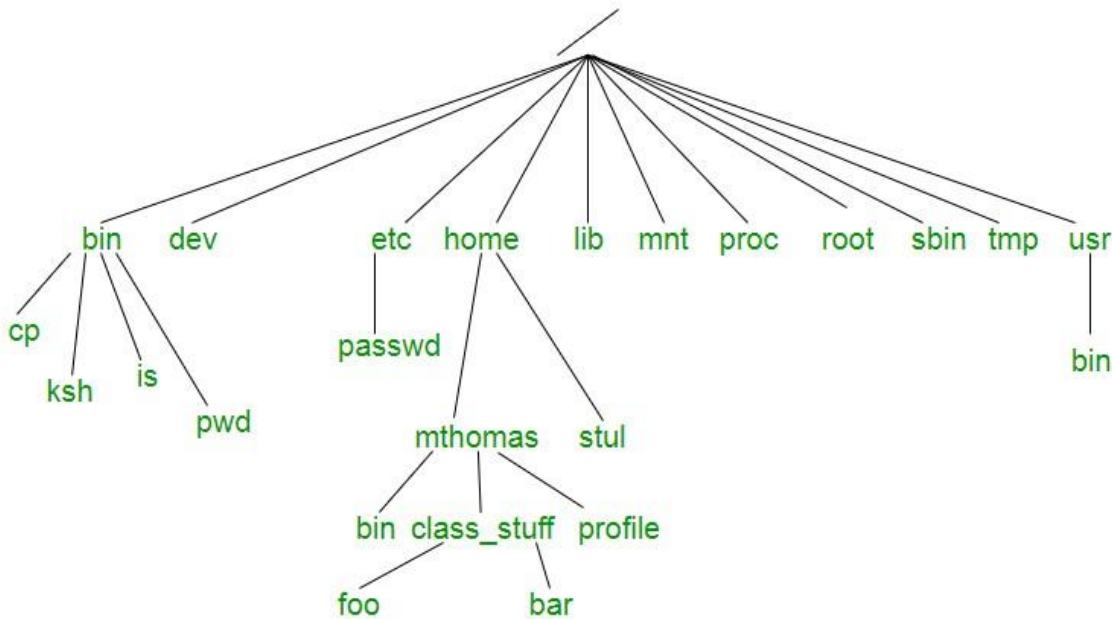 bin dev etc home lib mnt proc root sbin tmp usr
cp
passwd
bin
ksh
is
pwd
mthomas stul
bin class_stuff profile
foo bar